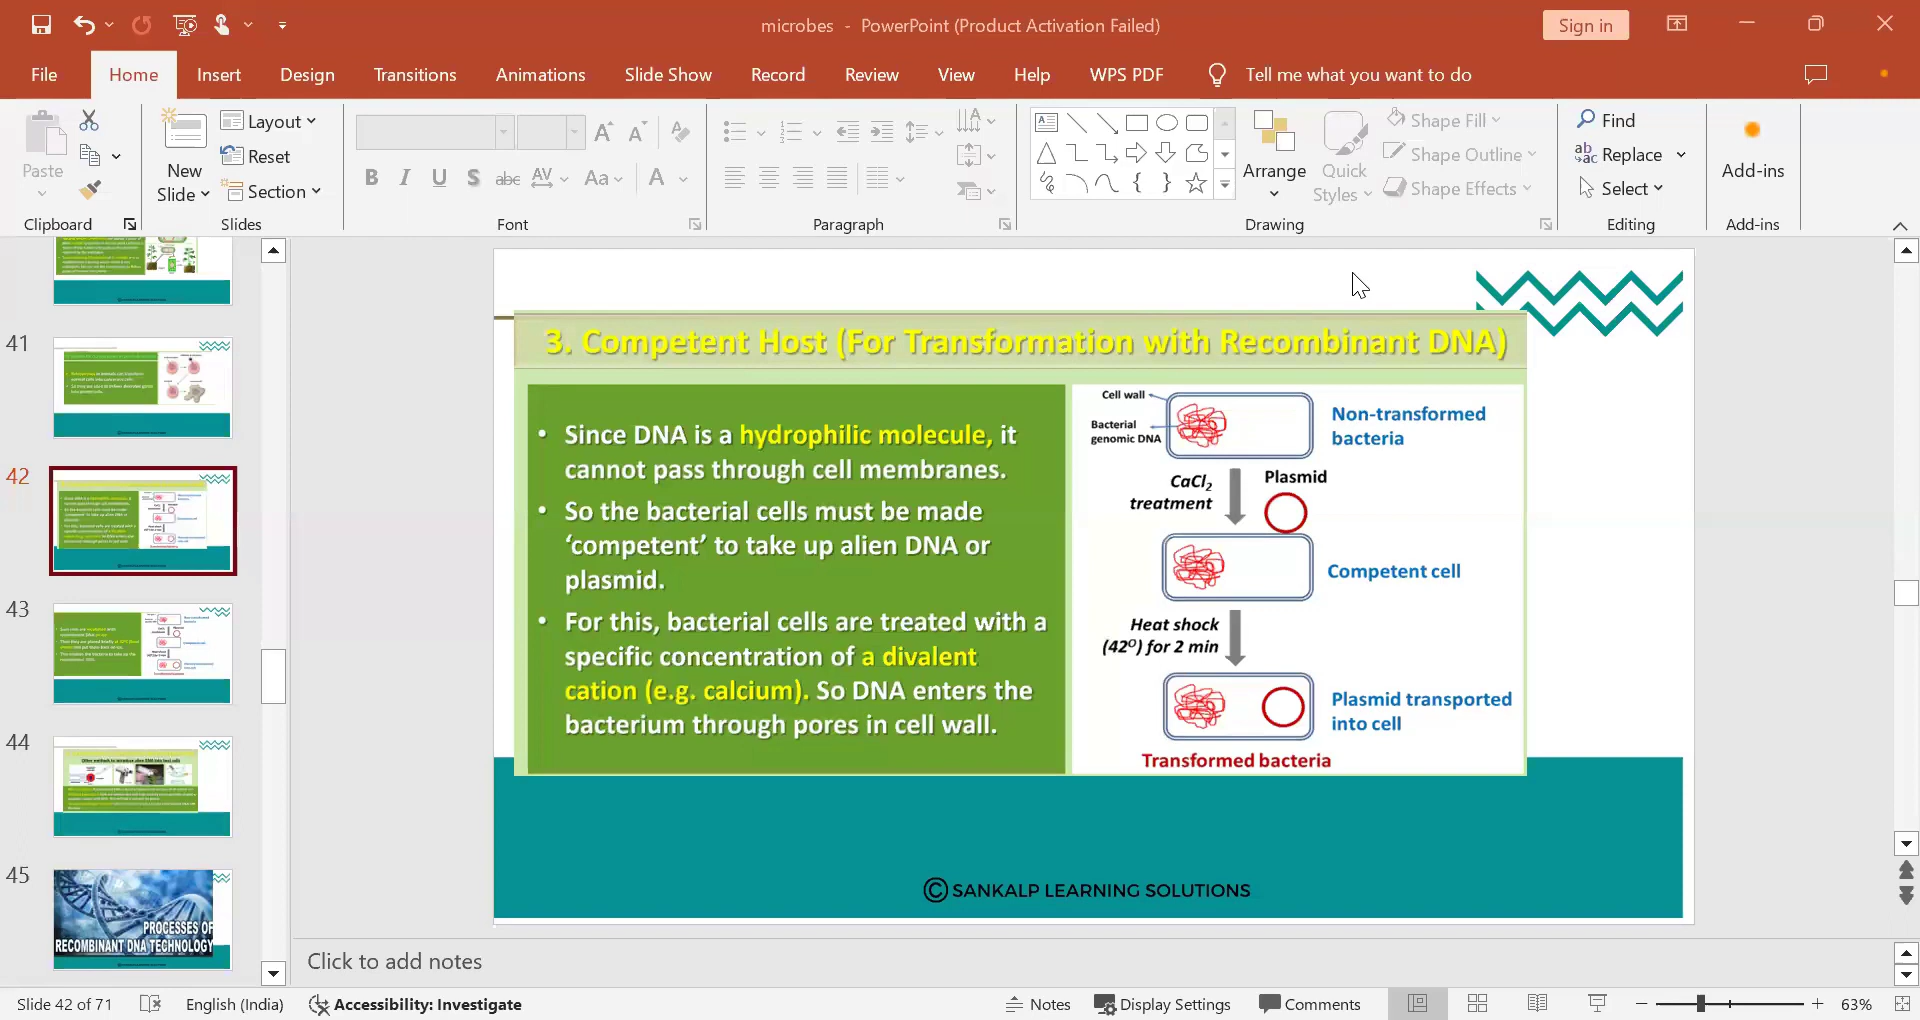 microbes - PowerPoint (Product Activation Failed)
Sign in
File Home Insert Design Transitions Animations Slide Show Record Review View Help WPS PDF Tell me what you want to do
Paste
Clipboard
New Slide
Layout
Reset
Section
Slides
Font
Paragraph
Arrange
Quick Styles
Shape Fill
Shape Outline
Shape Effects
Drawing
Find
Replace
Select
Editing
Add-ins
Add-ins
41
42
43
44
45
PROCESSES OF
RECOMBINANT DNA TECHNOLOGY
3. Competent Host (For Transformation with Recombinant DNA)
• Since DNA is a hydrophilic molecule, it
cannot pass through cell membranes.
• So the bacterial cells must be made
‘competent’ to take up alien DNA or
plasmid.
• For this, bacterial cells are treated with a
specific concentration of a divalent
cation (e.g. calcium). So DNA enters the
bacterium through pores in cell wall.
Cell wall
Bacterial
genomic DNA
Non-transformed
bacteria
CaCl2
treatment
Plasmid
Competent cell
Heat shock
(42⁰) for 2 min
Plasmid transported
into cell
Transformed bacteria
© SANKALP LEARNING SOLUTIONS
Click to add notes
Slide 42 of 71 English (India) Accessibility: Investigate Notes Display Settings Comments 63%